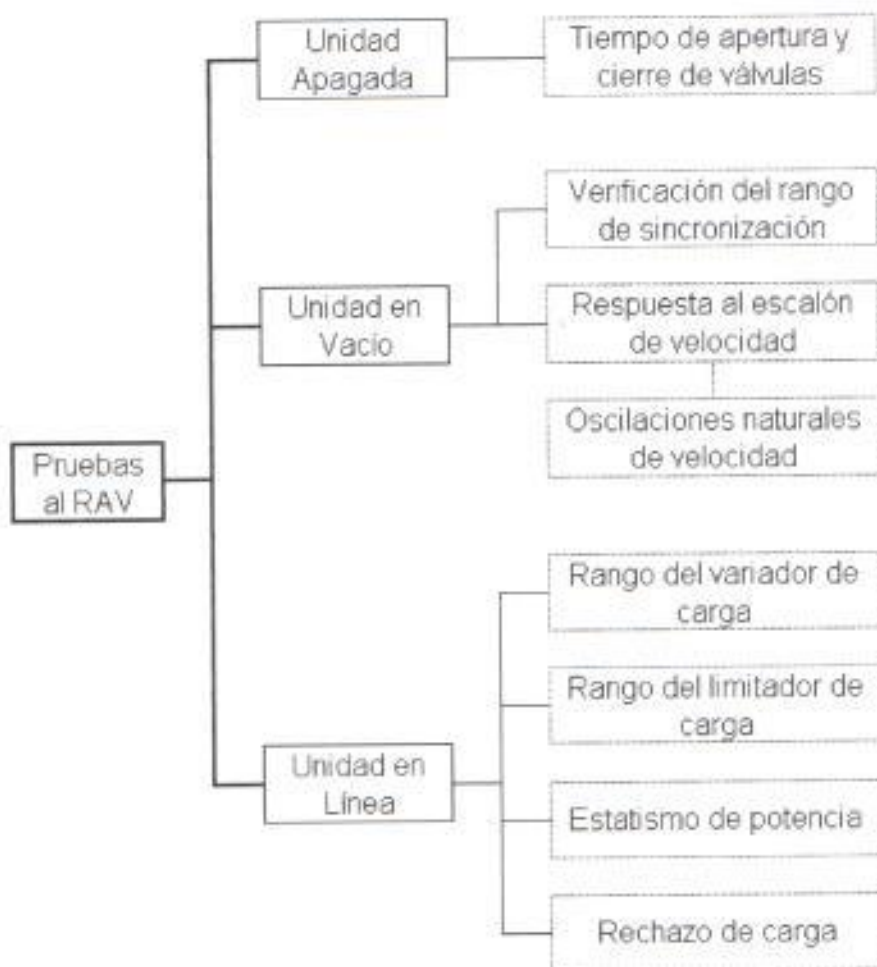 Unidad
Apagada
Tiempo de apertura y
cierre de válvulas
Verificación del rango
de sincronización
Unidad en
Vacio
Respuesta al escalón
de velocidad
Oscilaciones naturales
de velocidad
Pruebas
al RAV
Rango del variador de
carga
Rango del limitador de
carga
Unidad en
Línea
Estatismo de potencia
Rechazo de carga